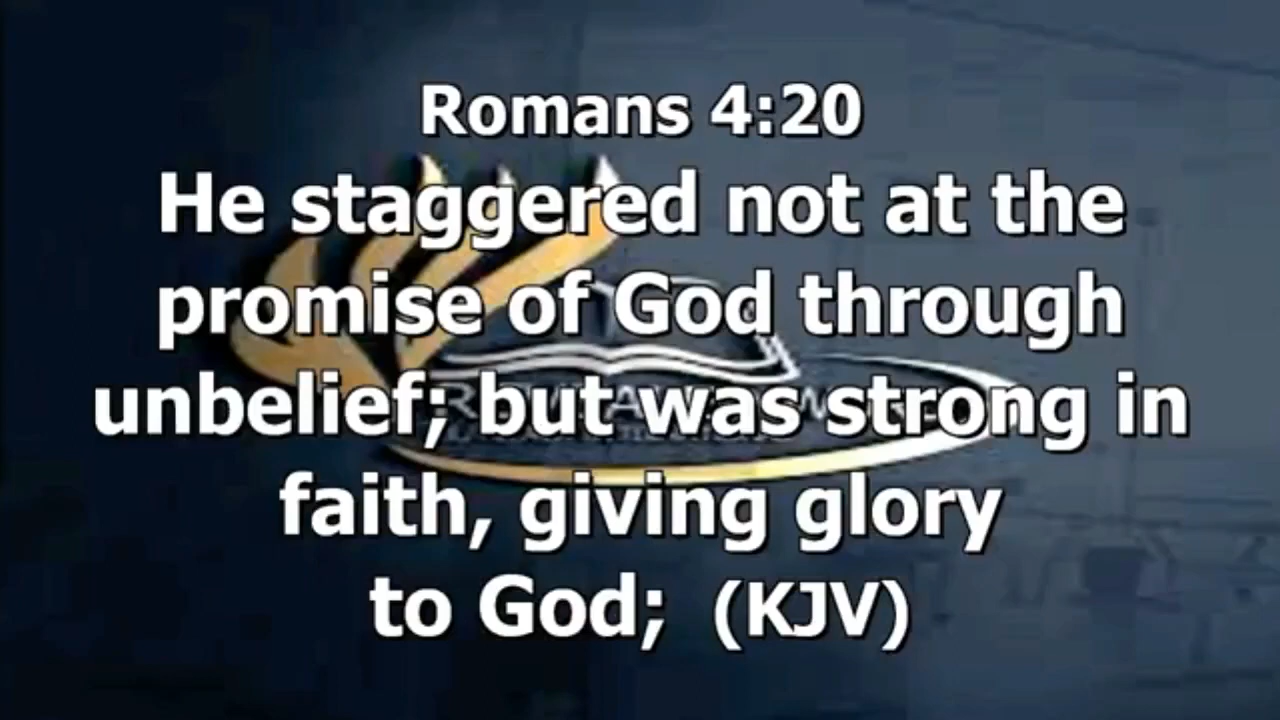 Romans 4:20
He staggered not at the
promise of God through
unbelief; but was strong in
faith, giving glory
to God; (KJV)